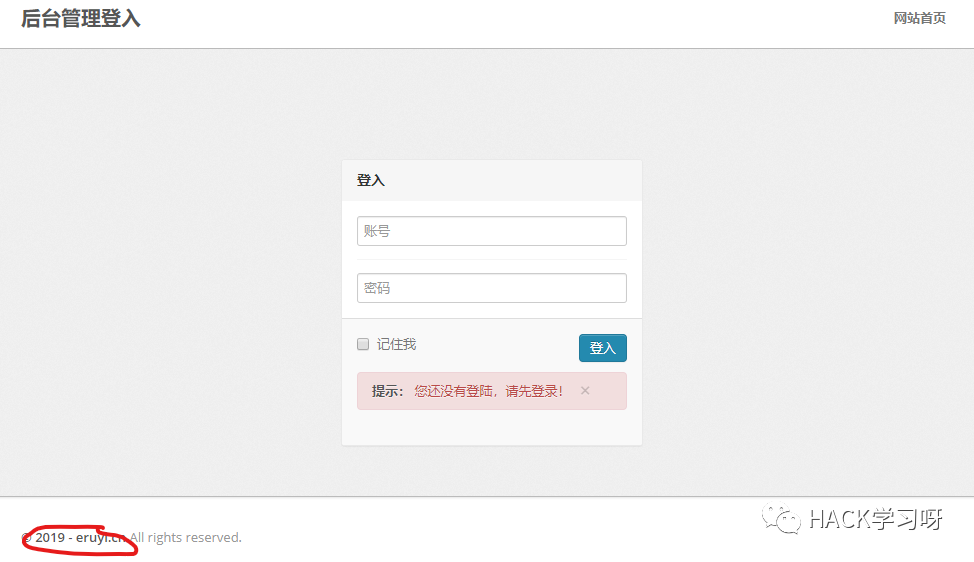 后台管理登入
网站首页
登入
账号
密码
记住我
登入
提示： 您还没有登陆，请先登录！ ×
© 2019 - eruyi.cn All rights reserved.
HACK学习呀